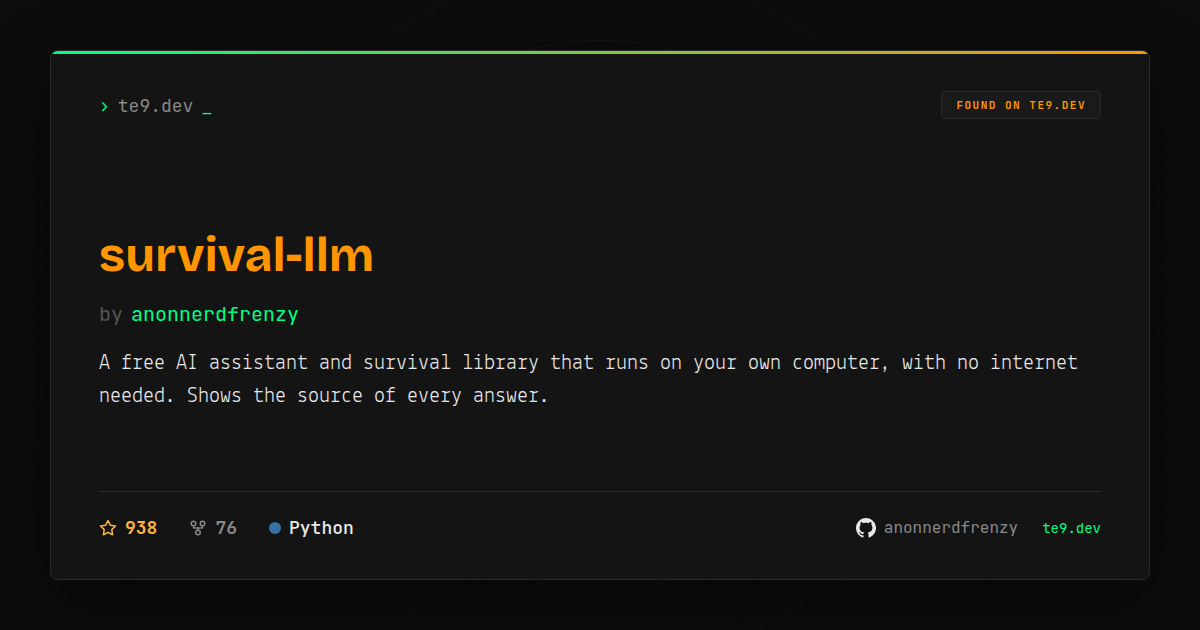 › te9.dev _
FOUND ON TE9.DEV
survival-llm
by anonnerdfrenzy
A free AI assistant and survival library that runs on your own computer, with no internet
needed. Shows the source of every answer.
938 76 Python
anonnerdfrenzy te9.dev